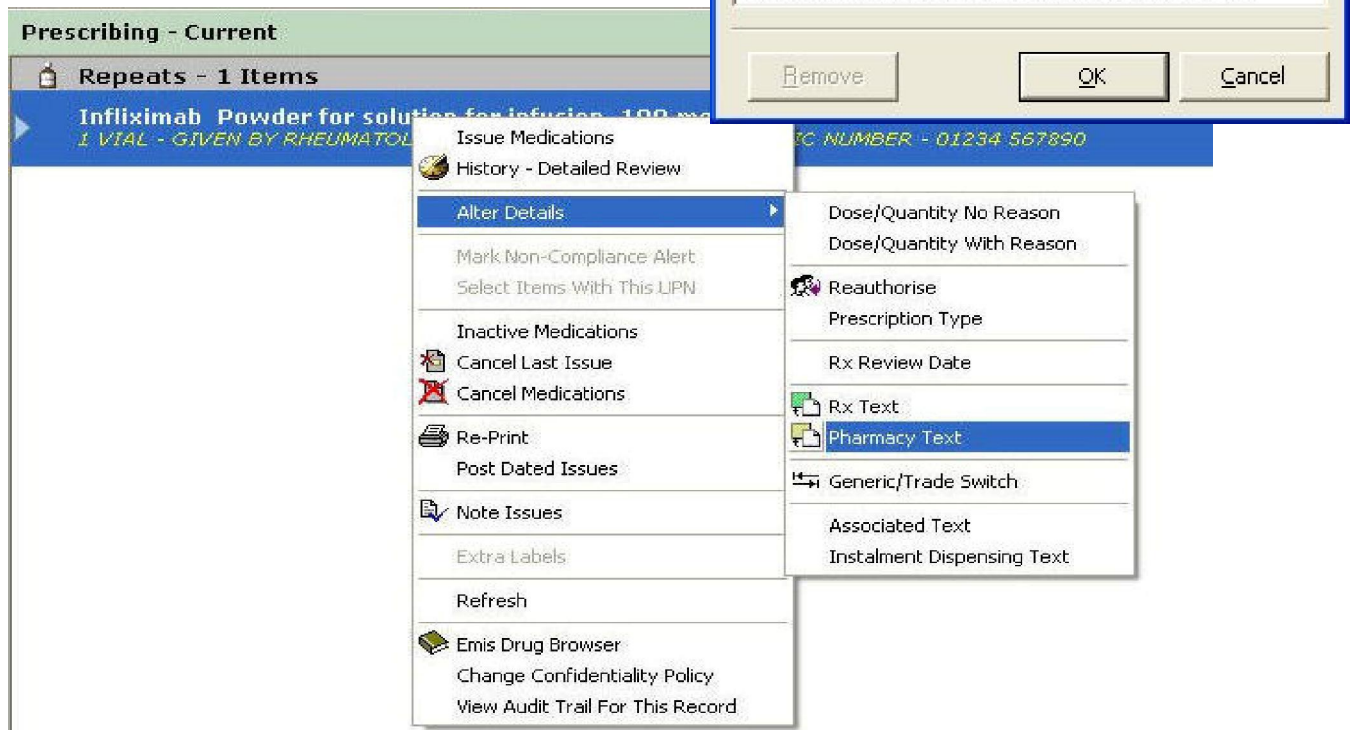 Prescribing - Current
Repeats - 1 Items
Remove
OK
Cancel
Infliximab Powder for solution for infusion
1 VIAL - GIVEN BY RHEUMATOL
IC NUMBER - 01234 567890
Issue Medications
History - Detailed Review
Alter Details
Mark Non-Compliance Alert
Select Items With This UPN
Inactive Medications
Cancel Last Issue
Cancel Medications
Re-Print
Post Dated Issues
Note Issues
Extra Labels
Refresh
Emis Drug Browser
Change Confidentiality Policy
View Audit Trail For This Record
Dose/Quantity No Reason
Dose/Quantity With Reason
Reauthorise
Prescription Type
Rx Review Date
Rx Text
Pharmacy Text
Generic/Trade Switch
Associated Text
Instalment Dispensing Text